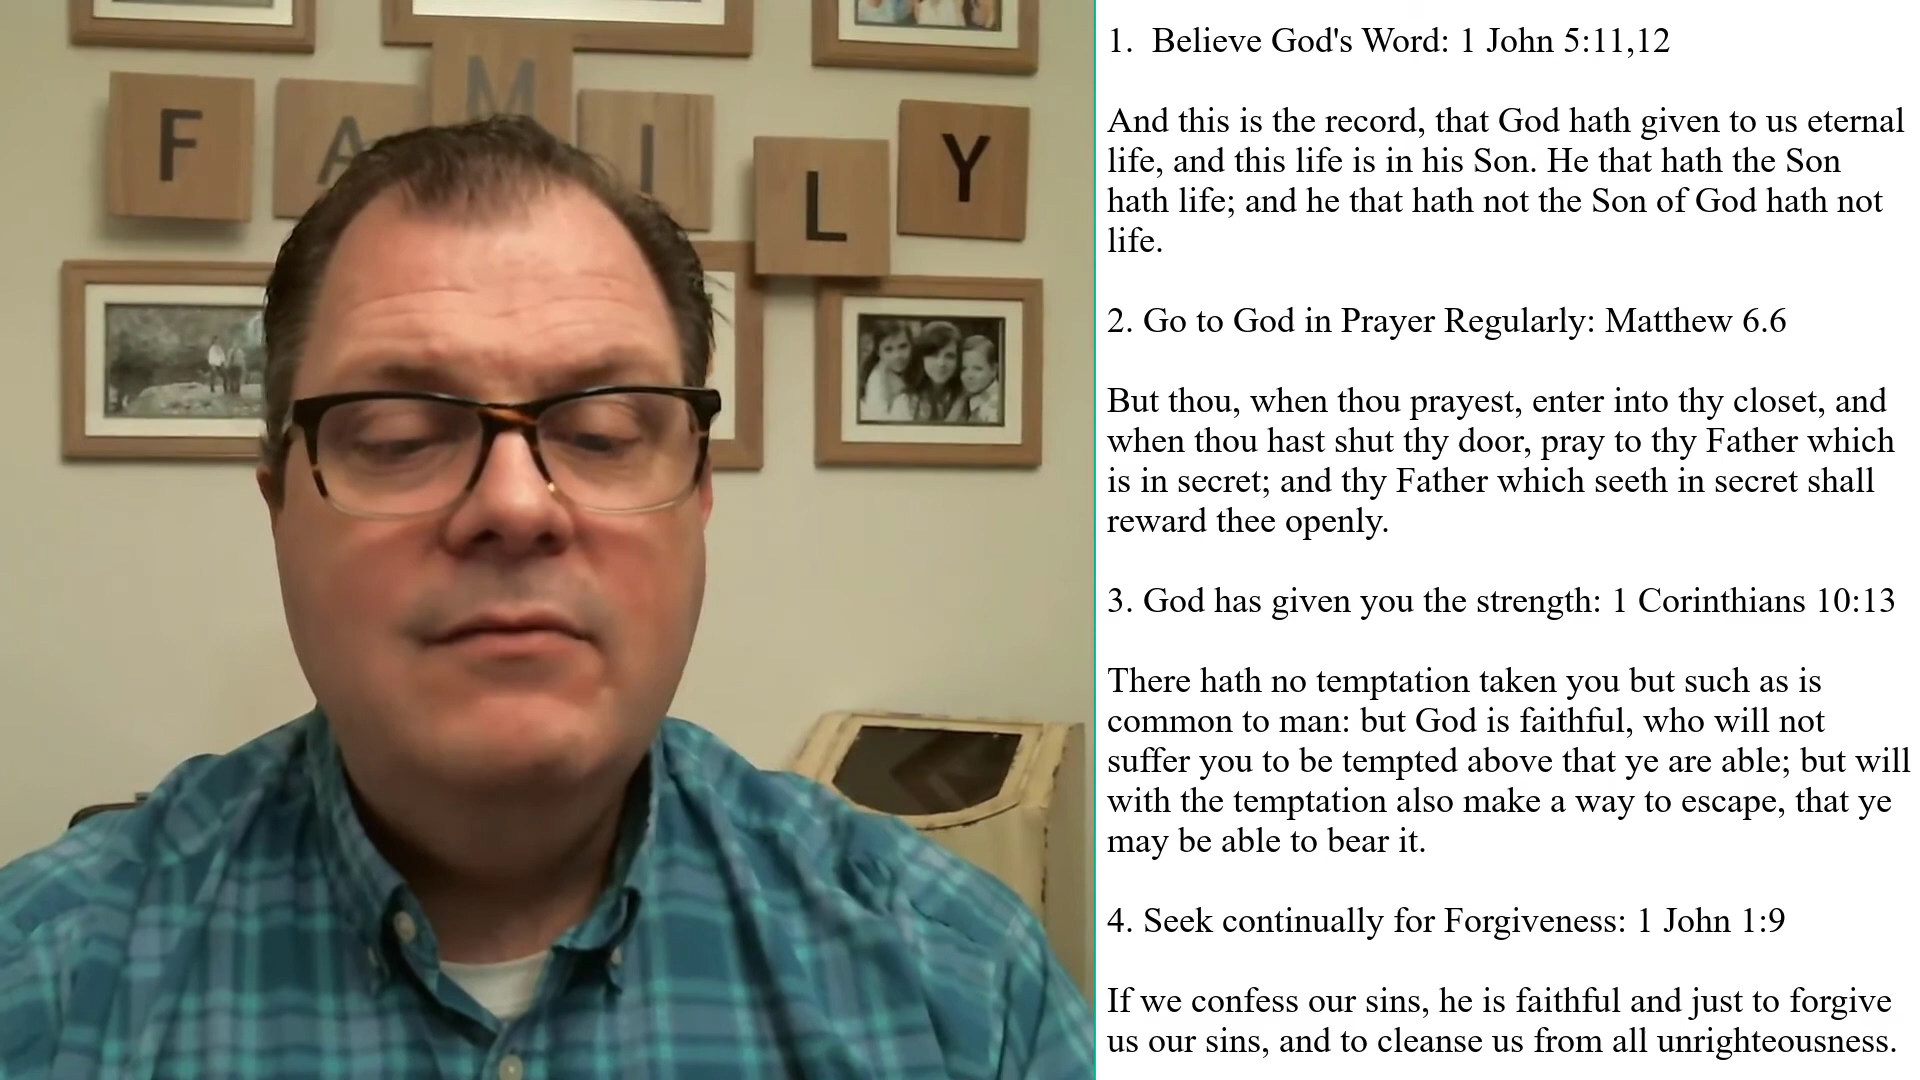 F A M I L Y
1. Believe God's Word: 1 John 5:11,12
And this is the record, that God hath given to us eternal
life, and this life is in his Son. He that hath the Son
hath life; and he that hath not the Son of God hath not
life.
2. Go to God in Prayer Regularly: Matthew 6.6
But thou, when thou prayest, enter into thy closet, and
when thou hast shut thy door, pray to thy Father which
is in secret; and thy Father which seeth in secret shall
reward thee openly.
3. God has given you the strength: 1 Corinthians 10:13
There hath no temptation taken you but such as is
common to man: but God is faithful, who will not
suffer you to be tempted above that ye are able; but will
with the temptation also make a way to escape, that ye
may be able to bear it.
4. Seek continually for Forgiveness: 1 John 1:9
If we confess our sins, he is faithful and just to forgive
us our sins, and to cleanse us from all unrighteousness.